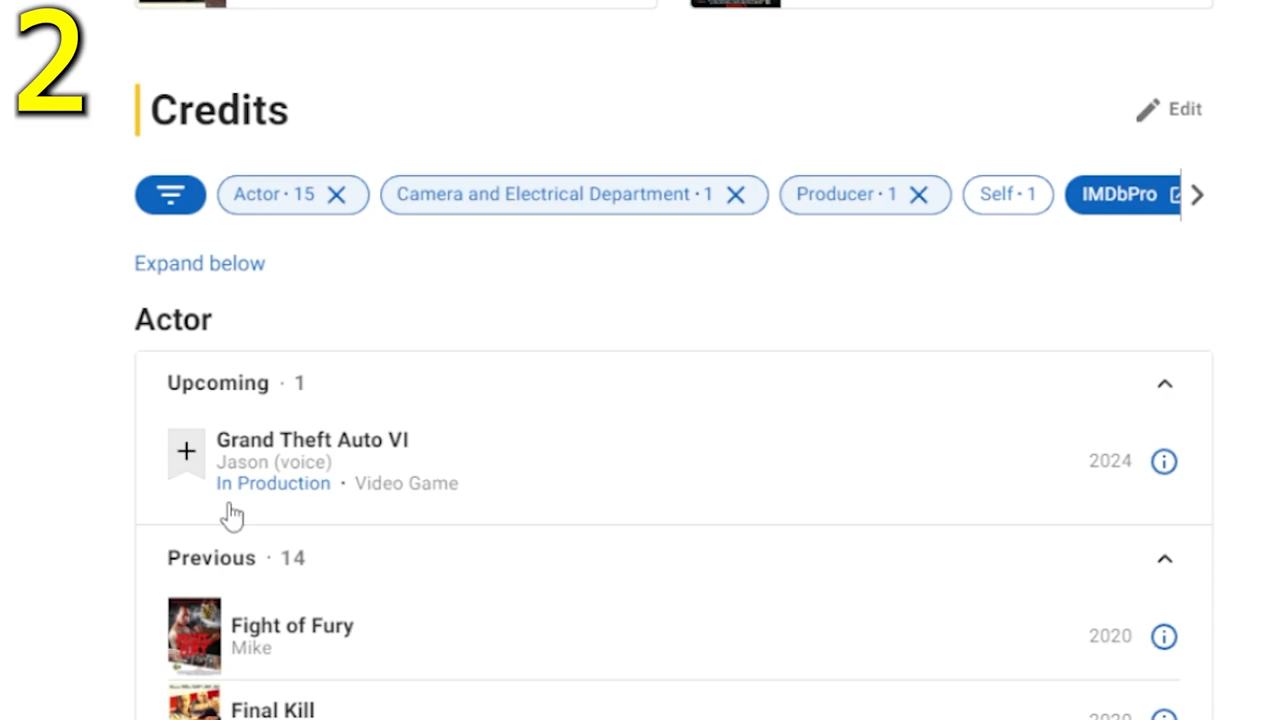 2
Credits
Edit
Actor · 15
Camera and Electrical Department · 1
Producer · 1
Self · 1
IMDbPro
Expand below
Actor
Upcoming · 1
Grand Theft Auto VI
Jason (voice)
2024
In Production · Video Game
Previous · 14
Fight of Fury
Mike
2020
Final Kill
2020